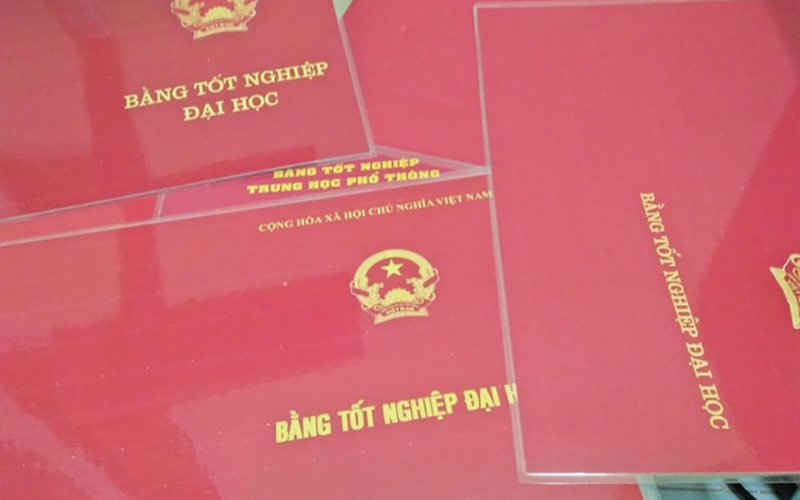 BẰNG TỐT NGHIỆP
ĐẠI HỌC
BẰNG TỐT NGHIỆP
TRUNG HỌC PHỔ THÔNG
CỘNG HÒA XÃ HỘI CHỦ NGHĨA VIỆT NAM
BẰNG TỐT NGHIỆP ĐẠI H
BẰNG TỐT NGHIỆP ĐẠI HỌC